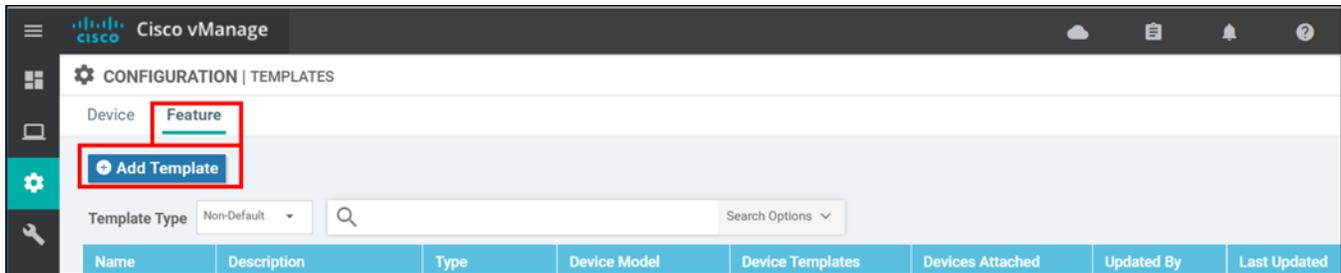 cisco Cisco vManage
CONFIGURATION | TEMPLATES
Device Feature
Add Template
Template Type Non-Default Search Options
Name Description Type Device Model Device Templates Devices Attached Updated By Last Updated